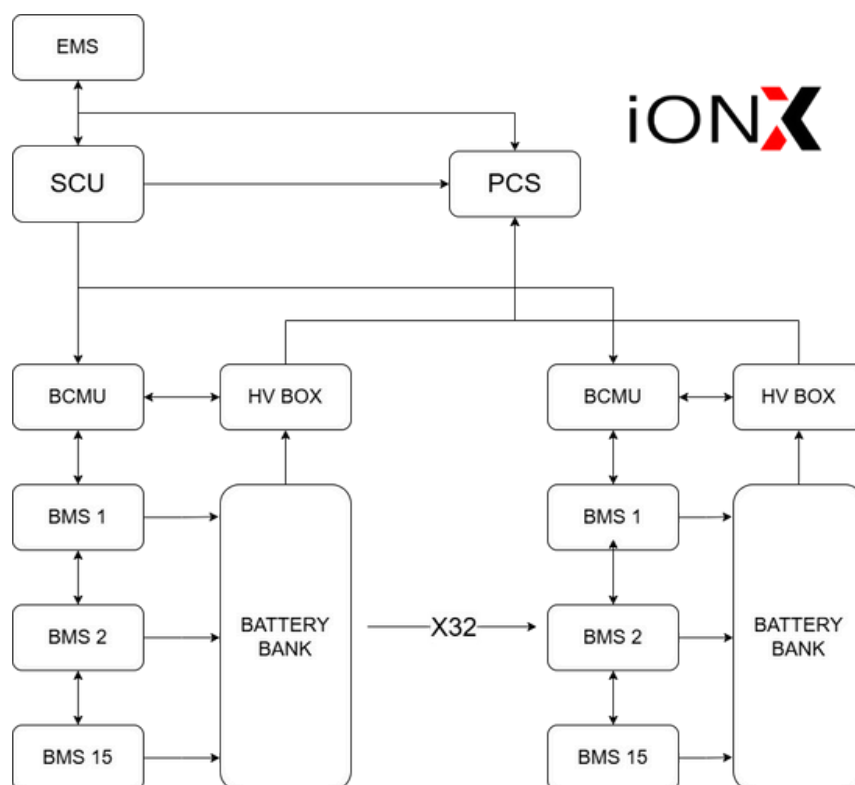 EMS
iONX
SCU
PCS
BCMU
HV BOX
BCMU
HV BOX
BMS 1
BMS 1
BMS 2
BATTERY
BANK
X32
BMS 2
BATTERY
BANK
BMS 15
BMS 15